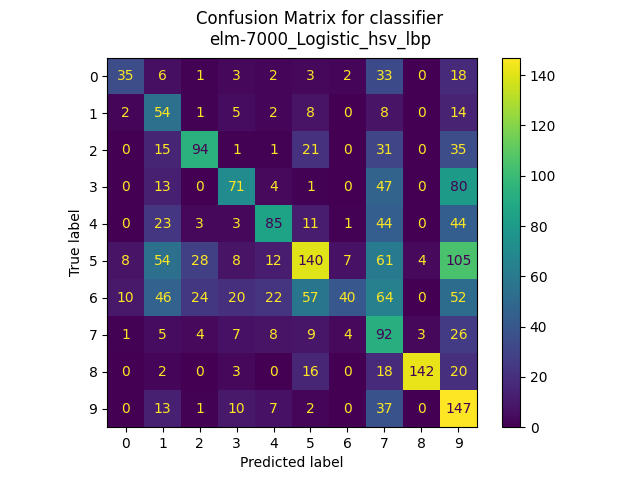 Confusion Matrix for classifier
elm-7000_Logistic_hsv_lbp
0 35 6 1 3 2 3 2 33 0 18
1 2 54 1 5 2 8 0 8 0 14
2 0 15 94 1 1 21 0 31 0 35
3 0 13 0 71 4 1 0 47 0 80
4 0 23 3 3 85 11 1 44 0 44
5 8 54 28 8 12 140 7 61 4 105
6 10 46 24 20 22 57 40 64 0 52
7 1 5 4 7 8 9 4 92 3 26
8 0 2 0 3 0 16 0 18 142 20
9 0 13 1 10 7 2 0 37 0 147
0 1 2 3 4 5 6 7 8 9
Predicted label
True label
140
120
100
80
60
40
20
0